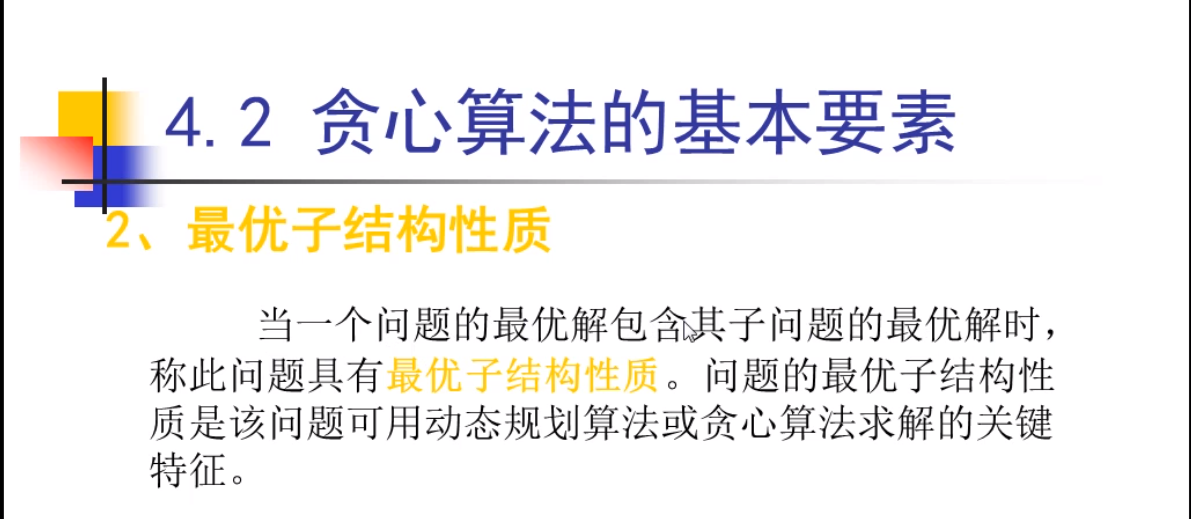 4.2 贪心算法的基本要素
2、最优子结构性质
当一个问题的最优解包含其子问题的最优解时，
称此问题具有最优子结构性质。问题的最优子结构性
质是该问题可用动态规划算法或贪心算法求解的关键
特征。